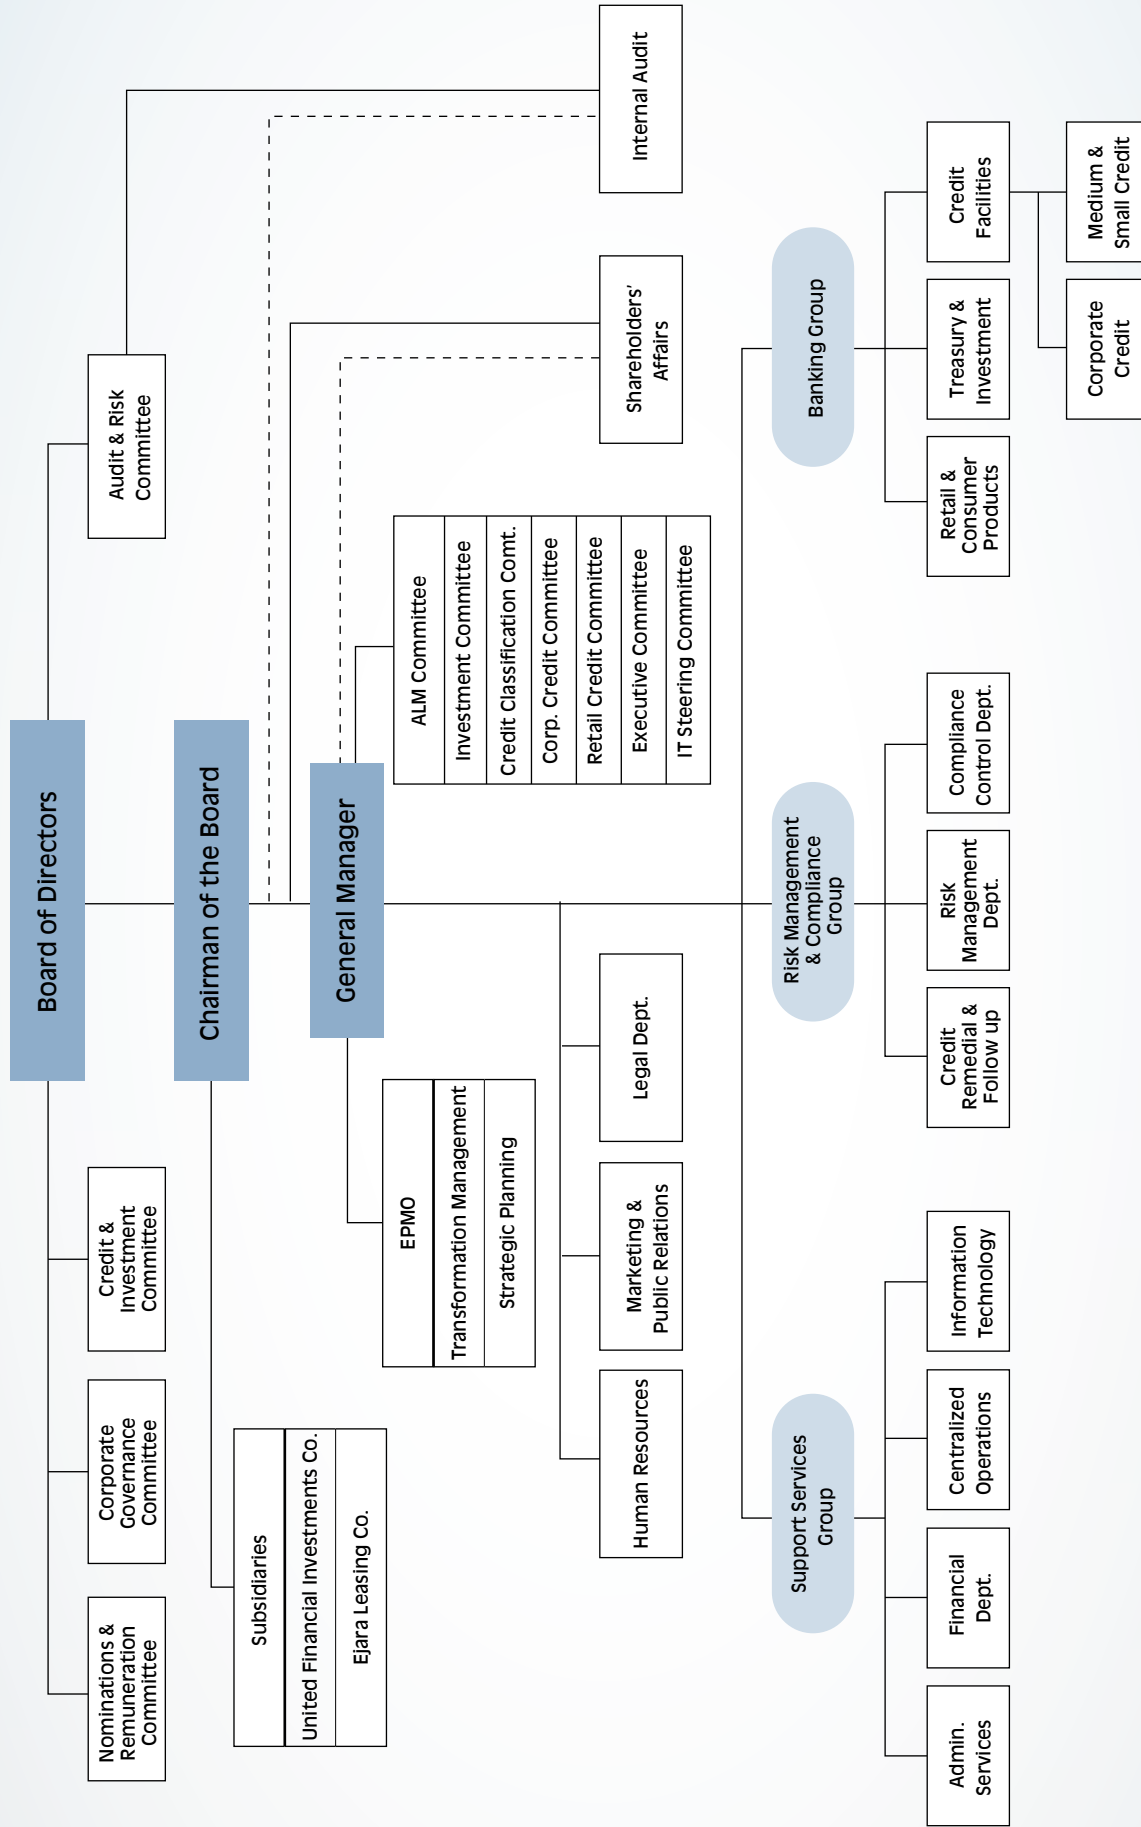 Board of Directors
Nominations &
Remuneration
Committee
Corporate
Governance
Committee
Credit &
Investment
Committee
Audit & Risk
Committee
Chairman of the Board
Subsidiaries
United Financial Investments Co.
Ejara Leasing Co.
General Manager
EPMO
Transformation Management
Strategic Planning
ALM Committee
Investment Committee
Credit Classification Comt.
Corp. Credit Committee
Retail Credit Committee
Executive Committee
IT Steering Committee
Human Resources
Marketing &
Public Relations
Legal Dept.
Shareholders'
Affairs
Internal Audit
Support Services
Group
Risk Management
& Compliance
Group
Banking Group
Admin.
Services
Financial
Dept.
Centralized
Operations
Information
Technology
Credit
Remedial &
Follow up
Risk
Management
Dept.
Compliance
Control Dept.
Retail &
Consumer
Products
Treasury &
Investment
Credit
Facilities
Corporate
Credit
Medium &
Small Credit